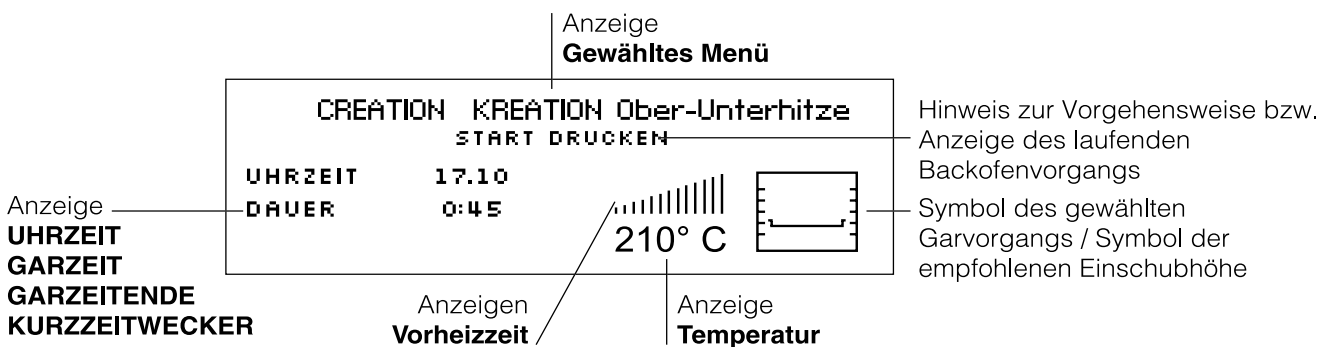 Anzeige
Gewähltes Menü
CREATION KREATION Ober-Unterhitze
START DRUCKEN
UHRZEIT 17.10
DAUER 0:45
210° C
Hinweis zur Vorgehensweise bzw.
Anzeige des laufenden
Backofenvorgangs
Symbol des gewählten
Garvorgangs / Symbol der
empfohlenen Einschubhöhe
Anzeige
UHRZEIT
GARZEIT
GARZEITENDE
KURZZEITWECKER
Anzeigen
Vorheizzeit
Anzeige
Temperatur